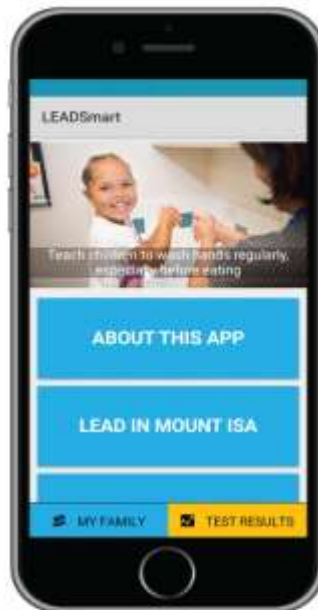 LEADSmart
Teach children to wash hands regularly,
especially before eating
ABOUT THIS APP
LEAD IN MOUNT ISA
MY FAMILY
TEST RESULTS